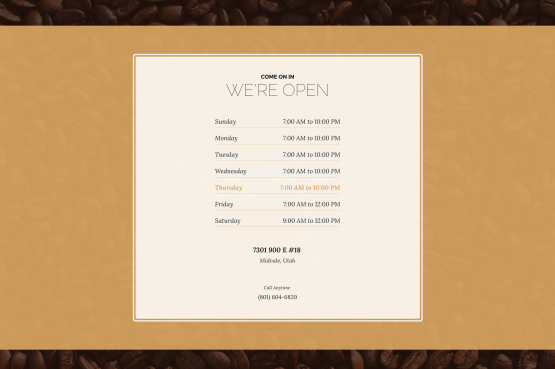 COME ON IN
WE'RE OPEN
Sunday 7:00 AM to 10:00 PM
Monday 7:00 AM to 10:00 PM
Tuesday 7:00 AM to 10:00 PM
Wednesday 7:00 AM to 10:00 PM
Thursday 7:00 AM to 10:00 PM
Friday 7:00 AM to 12:00 PM
Saturday 9:00 AM to 12:00 PM
7301 900 E #18
Midvale, Utah
Call Anytime
(801) 604-6839